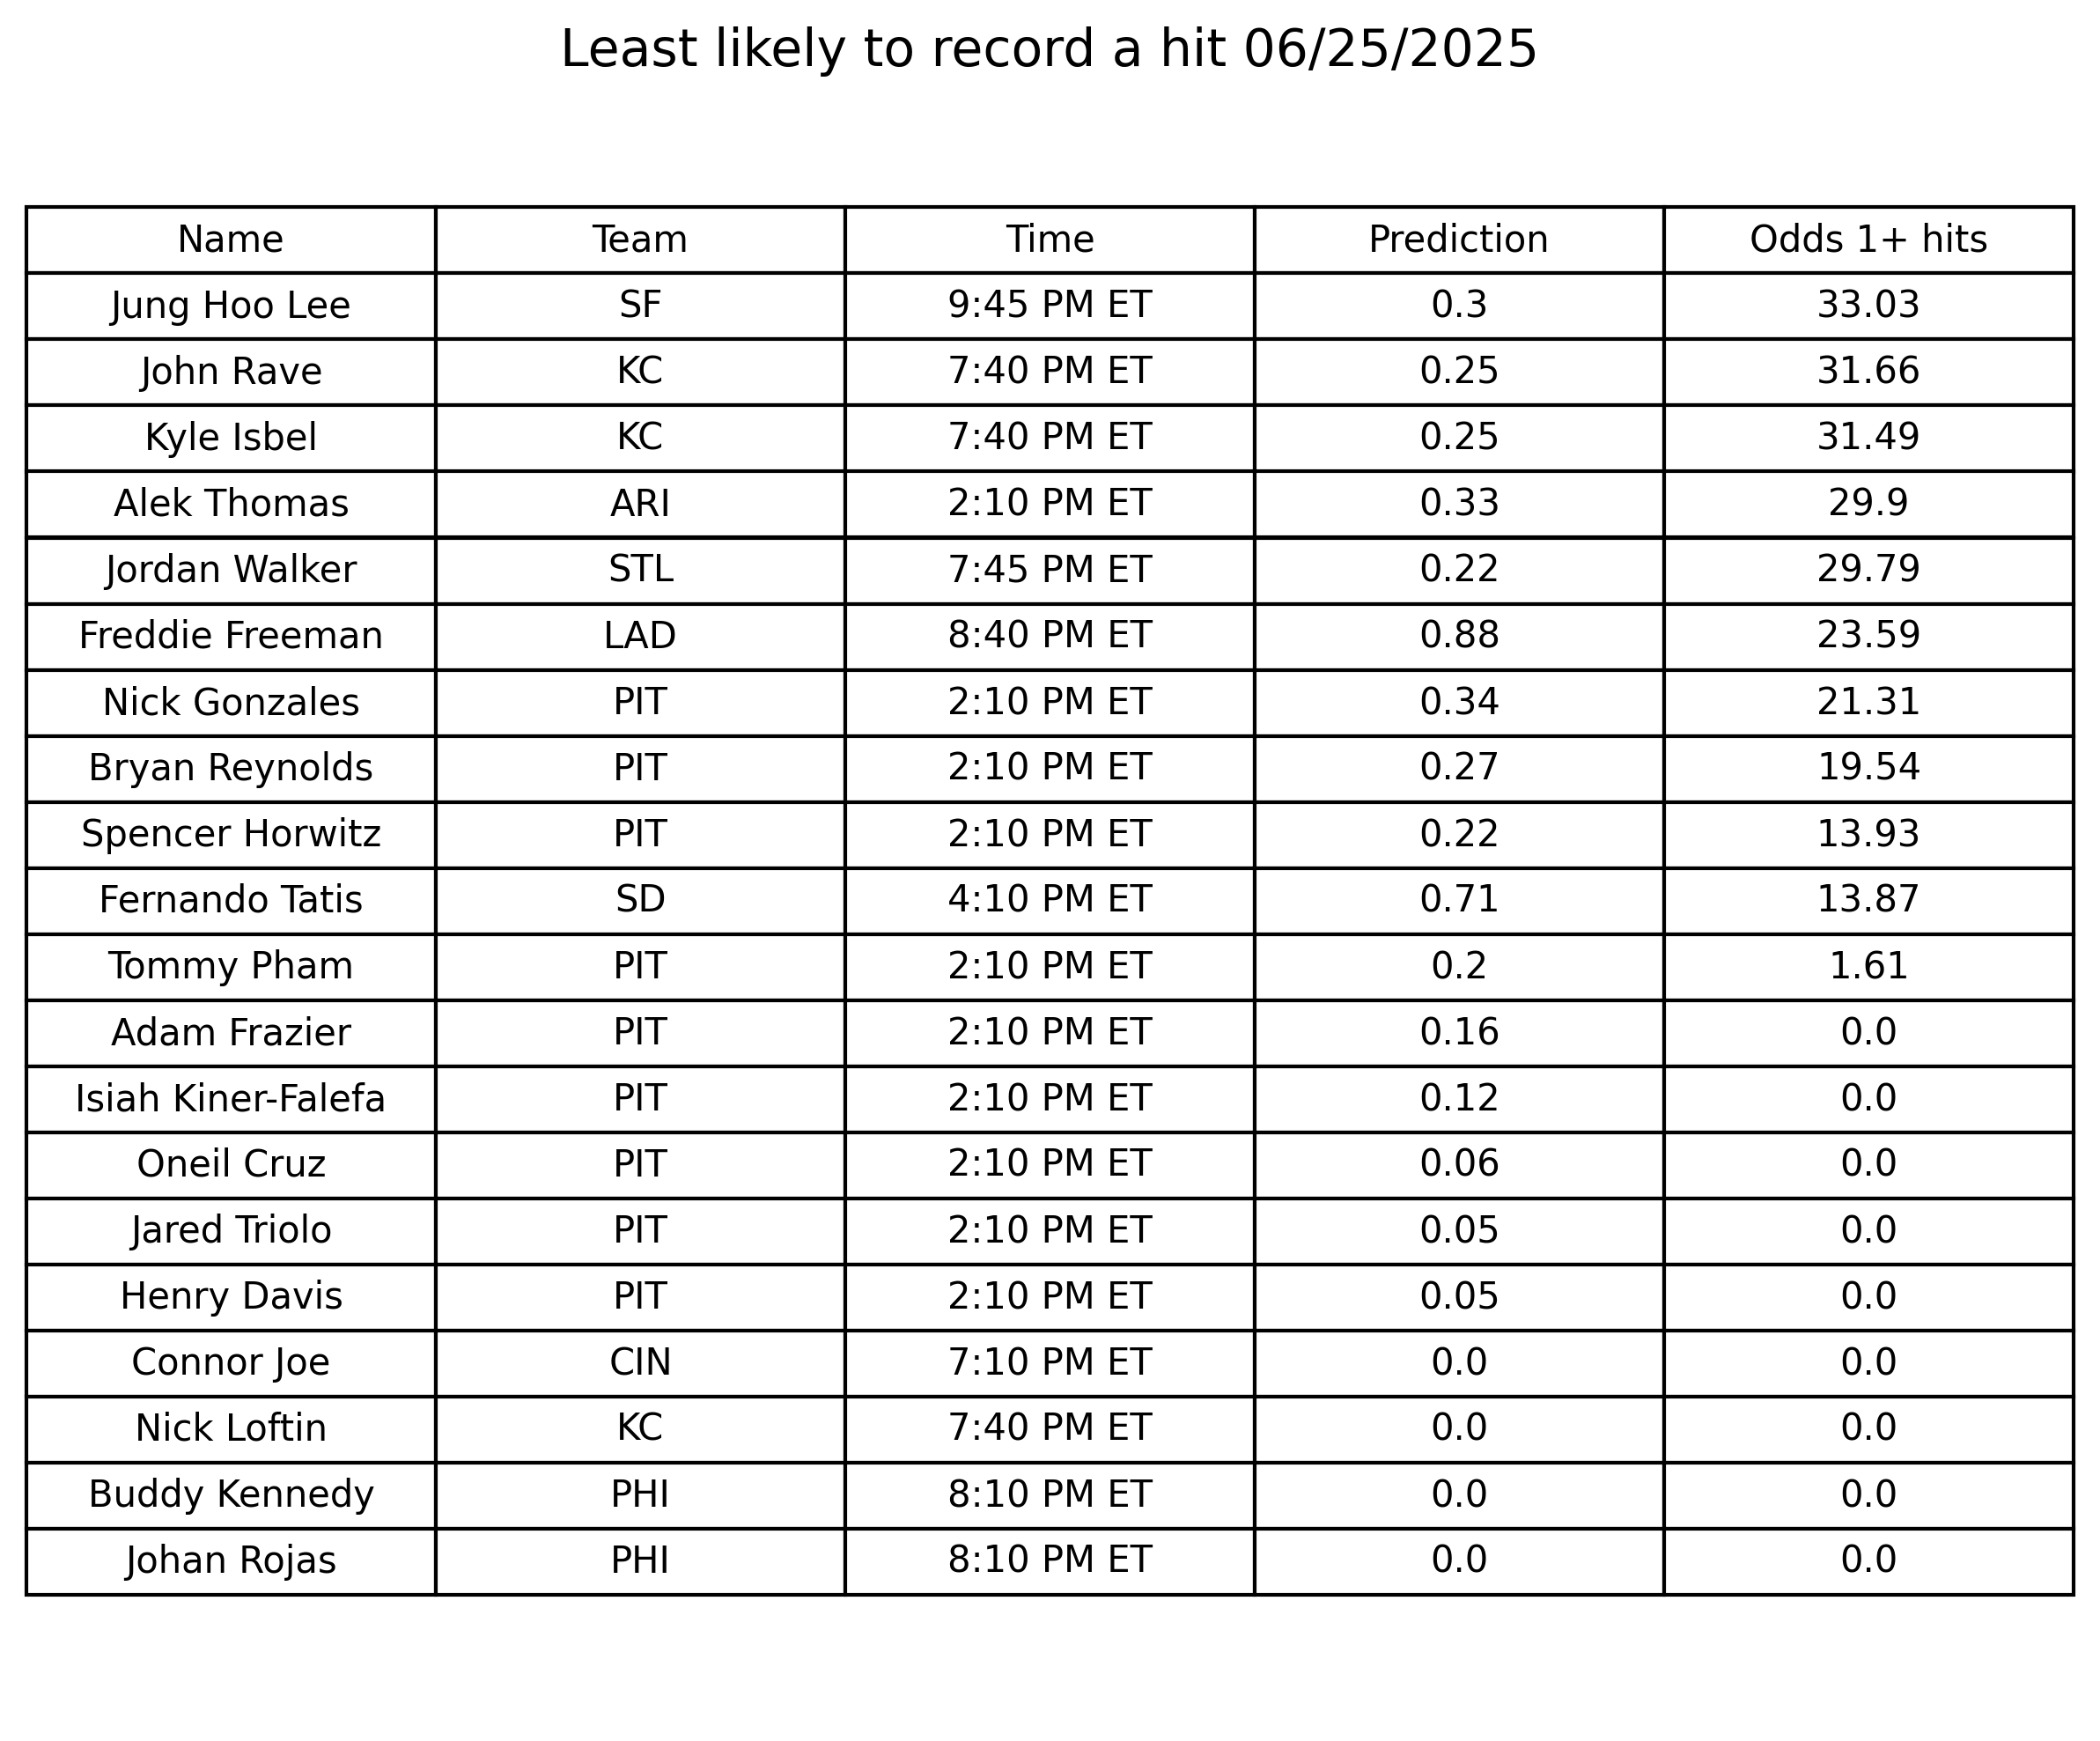 Least likely to record a hit 06/25/2025
Name Team Time Prediction Odds 1+ hits
Jung Hoo Lee SF 9:45 PM ET 0.3 33.03
John Rave KC 7:40 PM ET 0.25 31.66
Kyle Isbel KC 7:40 PM ET 0.25 31.49
Alek Thomas ARI 2:10 PM ET 0.33 29.9
Jordan Walker STL 7:45 PM ET 0.22 29.79
Freddie Freeman LAD 8:40 PM ET 0.88 23.59
Nick Gonzales PIT 2:10 PM ET 0.34 21.31
Bryan Reynolds PIT 2:10 PM ET 0.27 19.54
Spencer Horwitz PIT 2:10 PM ET 0.22 13.93
Fernando Tatis SD 4:10 PM ET 0.71 13.87
Tommy Pham PIT 2:10 PM ET 0.2 1.61
Adam Frazier PIT 2:10 PM ET 0.16 0.0
Isiah Kiner-Falefa PIT 2:10 PM ET 0.12 0.0
Oneil Cruz PIT 2:10 PM ET 0.06 0.0
Jared Triolo PIT 2:10 PM ET 0.05 0.0
Henry Davis PIT 2:10 PM ET 0.05 0.0
Connor Joe CIN 7:10 PM ET 0.0 0.0
Nick Loftin KC 7:40 PM ET 0.0 0.0
Buddy Kennedy PHI 8:10 PM ET 0.0 0.0
Johan Rojas PHI 8:10 PM ET 0.0 0.0